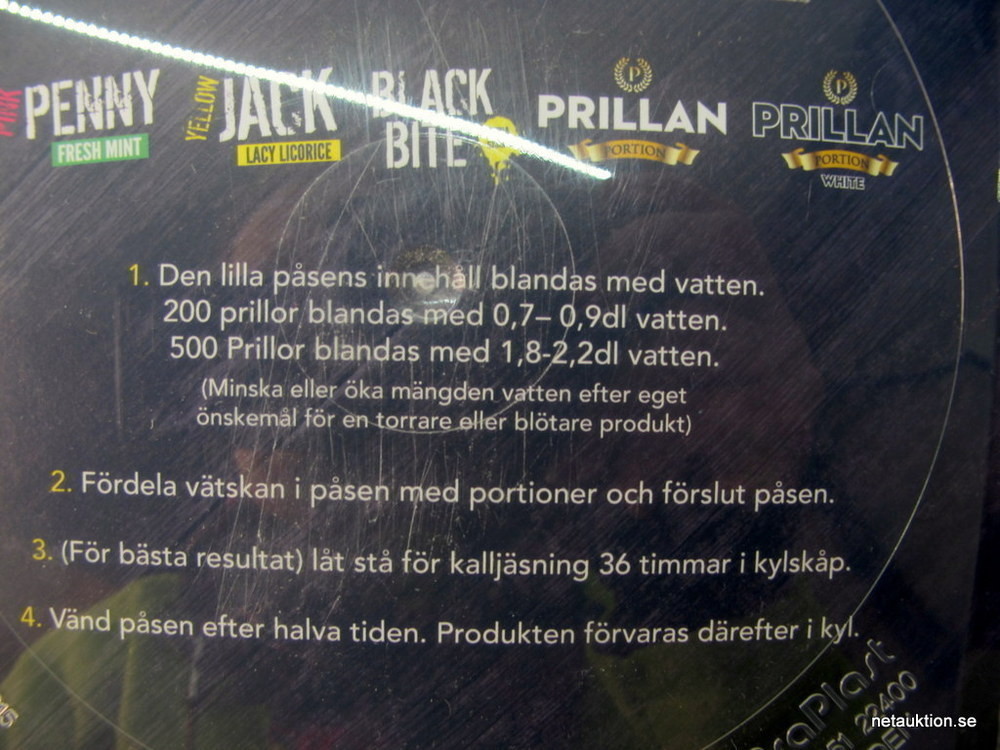 PINK PENNY
FRESH MINT
YELLOW JACK
LACY LICORICE
BLACK
BITE
P
PRILLAN
PORTION
P
PRILLAN
PORTION
WHITE
1. Den lilla påsens innehåll blandas med vatten.
200 prillor blandas med 0,7– 0,9dl vatten.
500 Prillor blandas med 1,8-2,2dl vatten.
(Minska eller öka mängden vatten efter eget
önskemål för en torrare eller blötare produkt)
2. Fördela vätskan i påsen med portioner och förslut påsen.
3. (För bästa resultat) låt stå för kalljäsning 36 timmar i kylskåp.
4. Vänd påsen efter halva tiden. Produkten förvaras därefter i kyl.
22400
netauktion.se